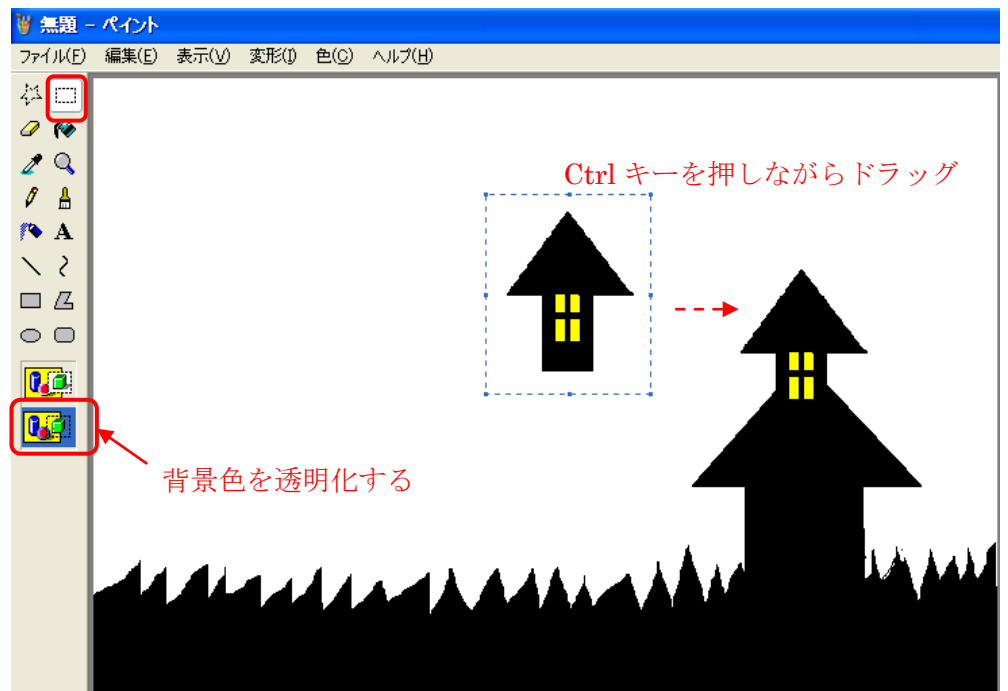 無題 - ペイント
ファイル(F) 編集(E) 表示(V) 変形(I) 色(C) ヘルプ(H)
A
Ctrl キーを押しながらドラッグ
背景色を透明化する